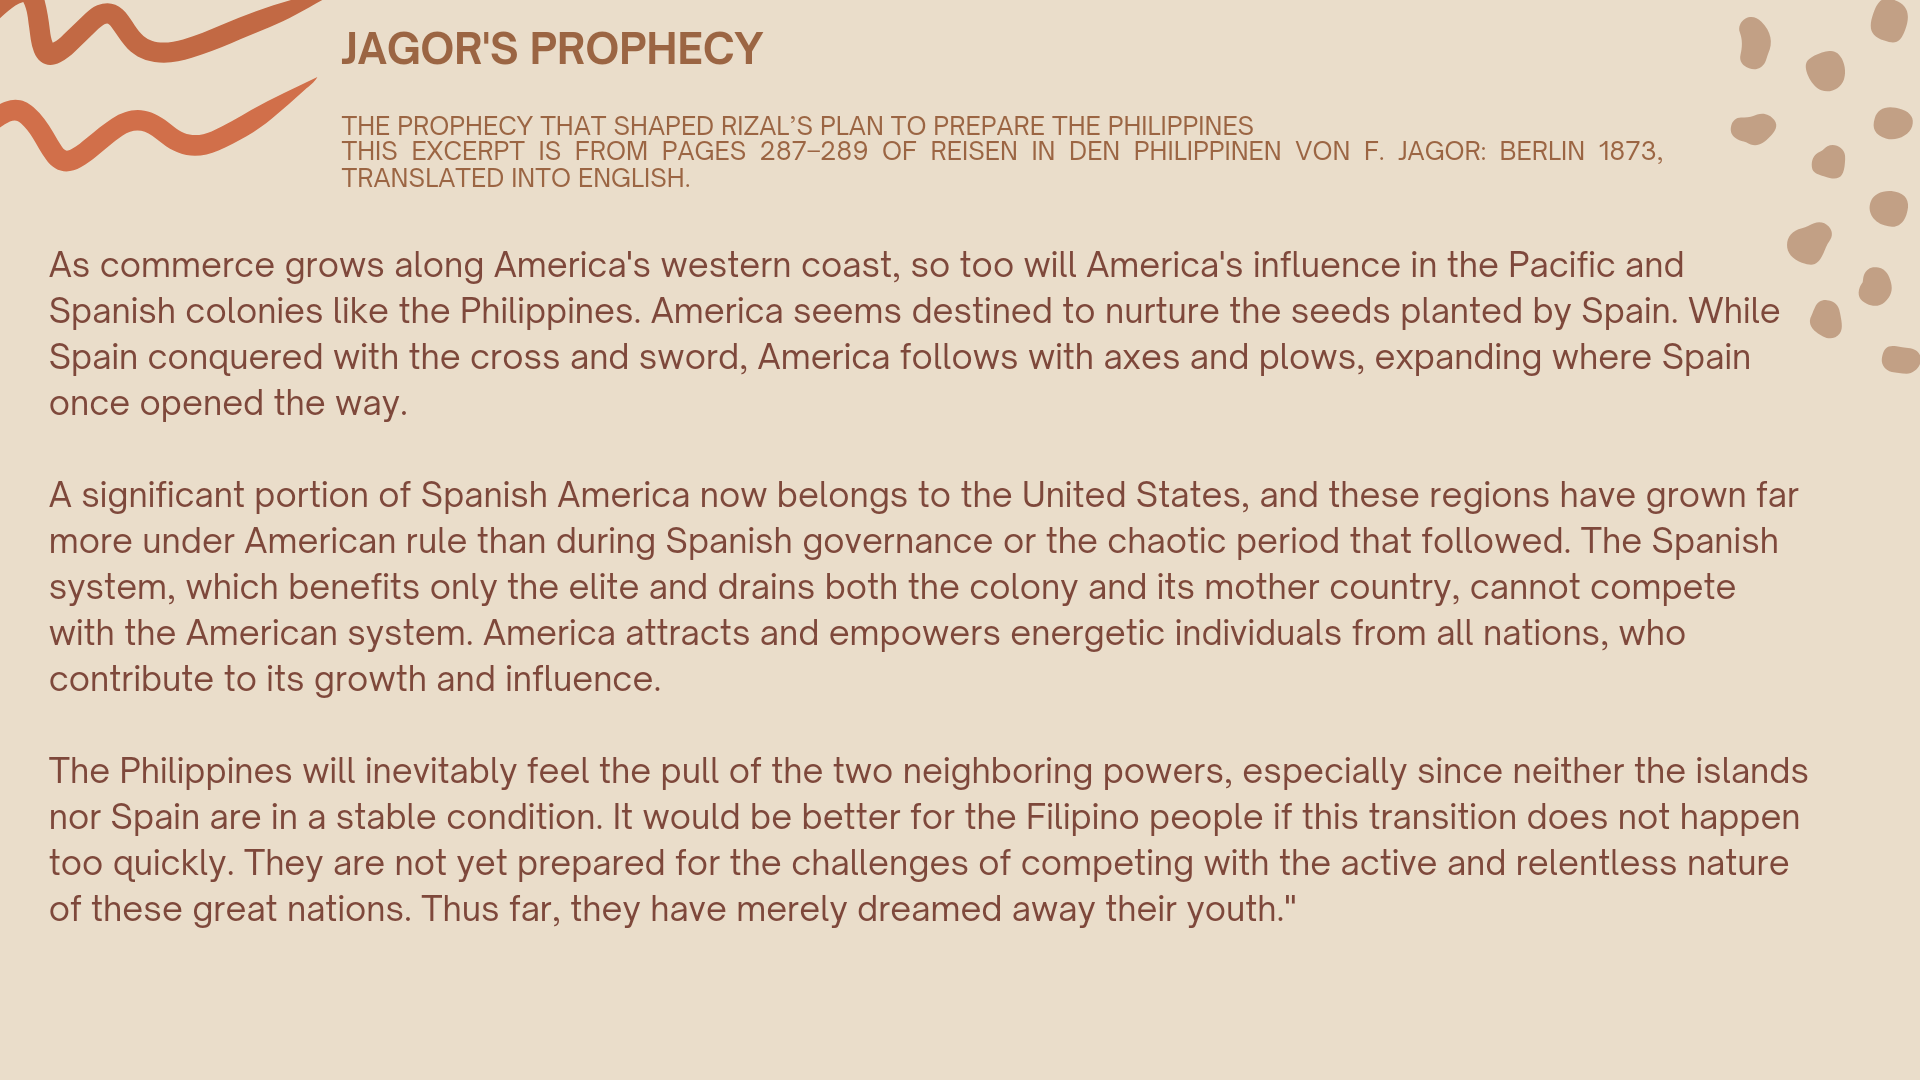 JAGOR'S PROPHECY
THE PROPHECY THAT SHAPED RIZAL’S PLAN TO PREPARE THE PHILIPPINES
THIS EXCERPT IS FROM PAGES 287–289 OF REISEN IN DEN PHILIPPINEN VON F. JAGOR: BERLIN 1873,
TRANSLATED INTO ENGLISH.
As commerce grows along America's western coast, so too will America's influence in the Pacific and
Spanish colonies like the Philippines. America seems destined to nurture the seeds planted by Spain. While
Spain conquered with the cross and sword, America follows with axes and plows, expanding where Spain
once opened the way.
A significant portion of Spanish America now belongs to the United States, and these regions have grown far
more under American rule than during Spanish governance or the chaotic period that followed. The Spanish
system, which benefits only the elite and drains both the colony and its mother country, cannot compete
with the American system. America attracts and empowers energetic individuals from all nations, who
contribute to its growth and influence.
The Philippines will inevitably feel the pull of the two neighboring powers, especially since neither the islands
nor Spain are in a stable condition. It would be better for the Filipino people if this transition does not happen
too quickly. They are not yet prepared for the challenges of competing with the active and relentless nature
of these great nations. Thus far, they have merely dreamed away their youth."